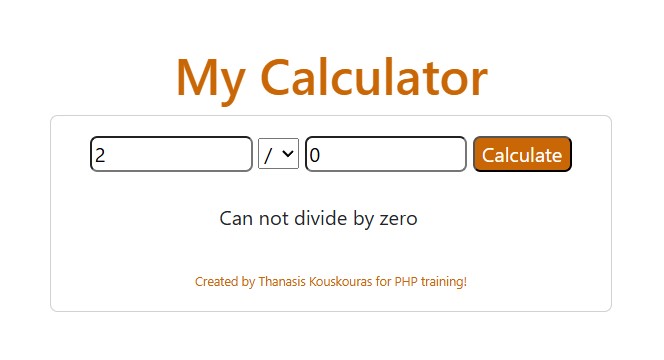 My Calculator
2 / 0 Calculate
Can not divide by zero
Created by Thanasis Kouskouras for PHP training!